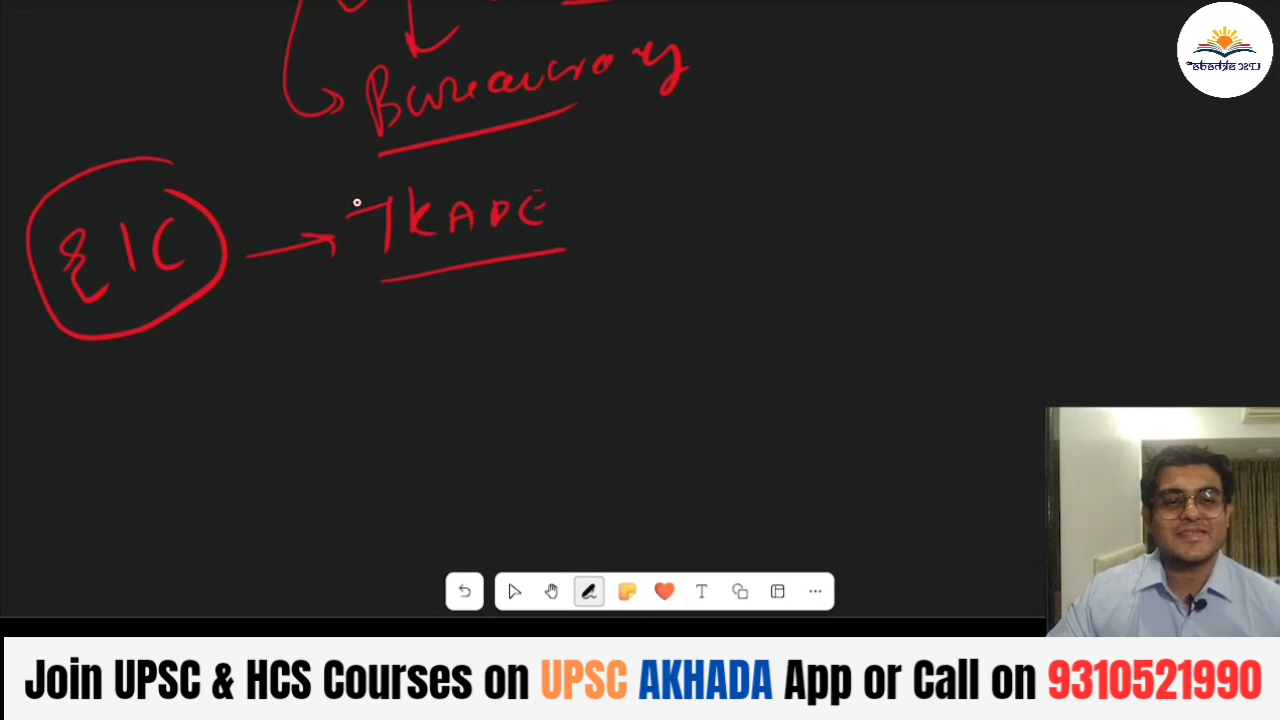 Bureaucracy
EIC → TRADE
Join UPSC & HCS Courses on UPSC AKHADA App or Call on 9310521990